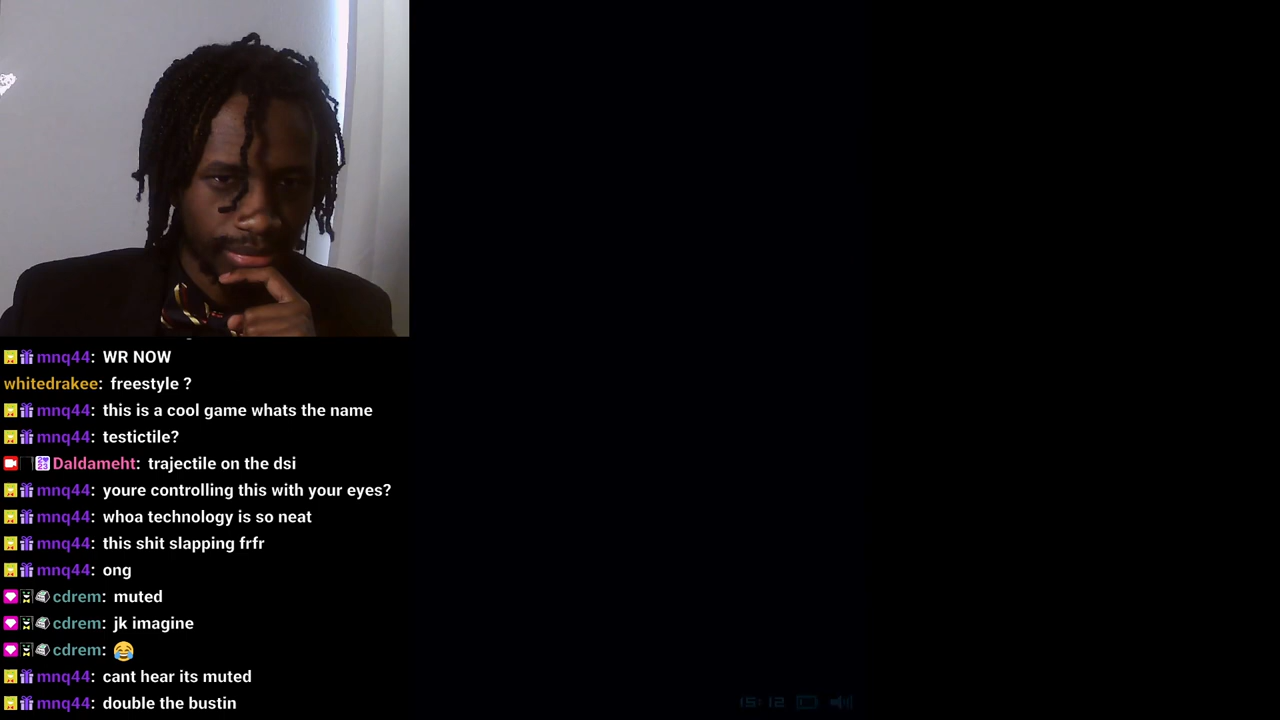 mnq44: WR NOW
whitedrakee: freestyle ?
mnq44: this is a cool game whats the name
mnq44: testictile?
Daldameht: trajectile on the dsi
mnq44: youre controlling this with your eyes?
mnq44: whoa technology is so neat
mnq44: this shit slapping frfr
mnq44: ong
cdrem: muted
cdrem: jk imagine
cdrem: 😂
mnq44: cant hear its muted
mnq44: double the bustin
15:12